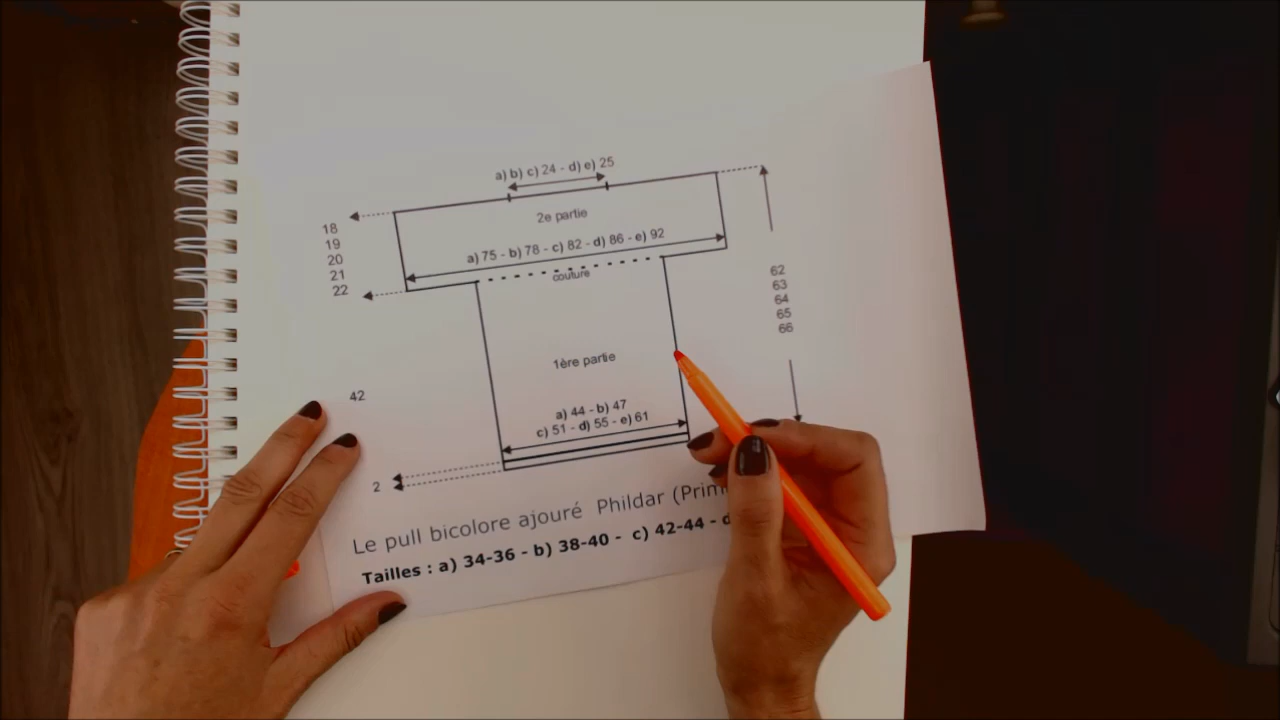 a) b) c) 24 - d) e) 25
2e partie
18
19
20
21
22
a) 75 - b) 78 - c) 82 - d) 86 - e) 92
couture
62
63
64
65
66
1ère partie
42
a) 44 - b) 47
c) 51 - d) 55 - e) 61
2
Le pull bicolore ajouré Phildar
Tailles : a) 34-36 - b) 38-40 - c) 42-44 -